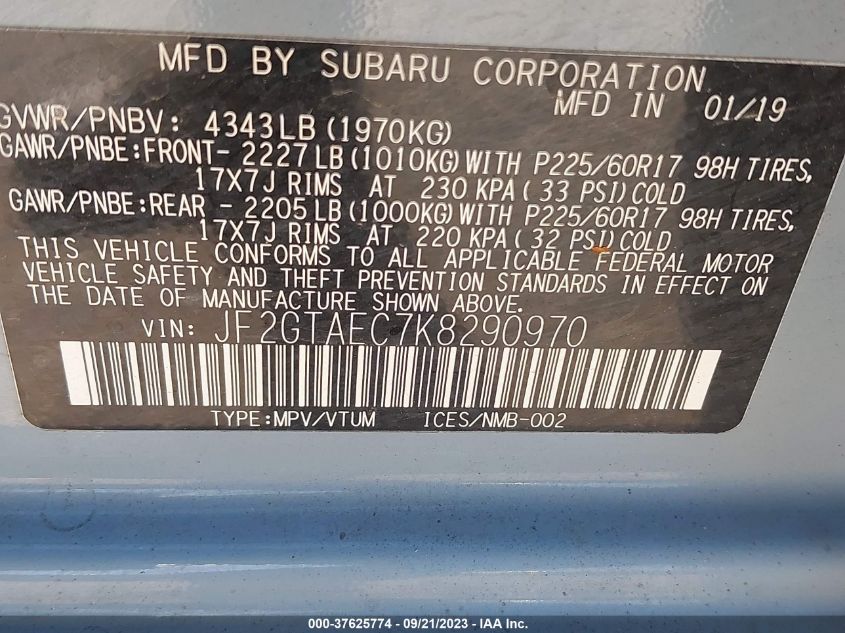 MFD BY SUBARU CORPORATION
MFD IN 01/19
GVWR/PNBV: 4343LB (1970KG)
GAWR/PNBE:FRONT- 2227LB (1010KG) WITH P225/60R17 98H TIRES,
17X7J RIMS AT 230 KPA (33 PSI) COLD
GAWR/PNBE:REAR - 2205LB (1000KG) WITH P225/60R17 98H TIRES,
17X7J RIMS AT 220 KPA (32 PSI) COLD
THIS VEHICLE CONFORMS TO ALL APPLICABLE FEDERAL MOTOR
VEHICLE SAFETY AND THEFT PREVENTION STANDARDS IN EFFECT ON
THE DATE OF MANUFACTURE SHOWN ABOVE.
VIN: JF2GTAEC7K8290970
TYPE:MPV/VTUM ICES/NMB-002
000-37625774 - 09/21/2023 - IAA Inc.